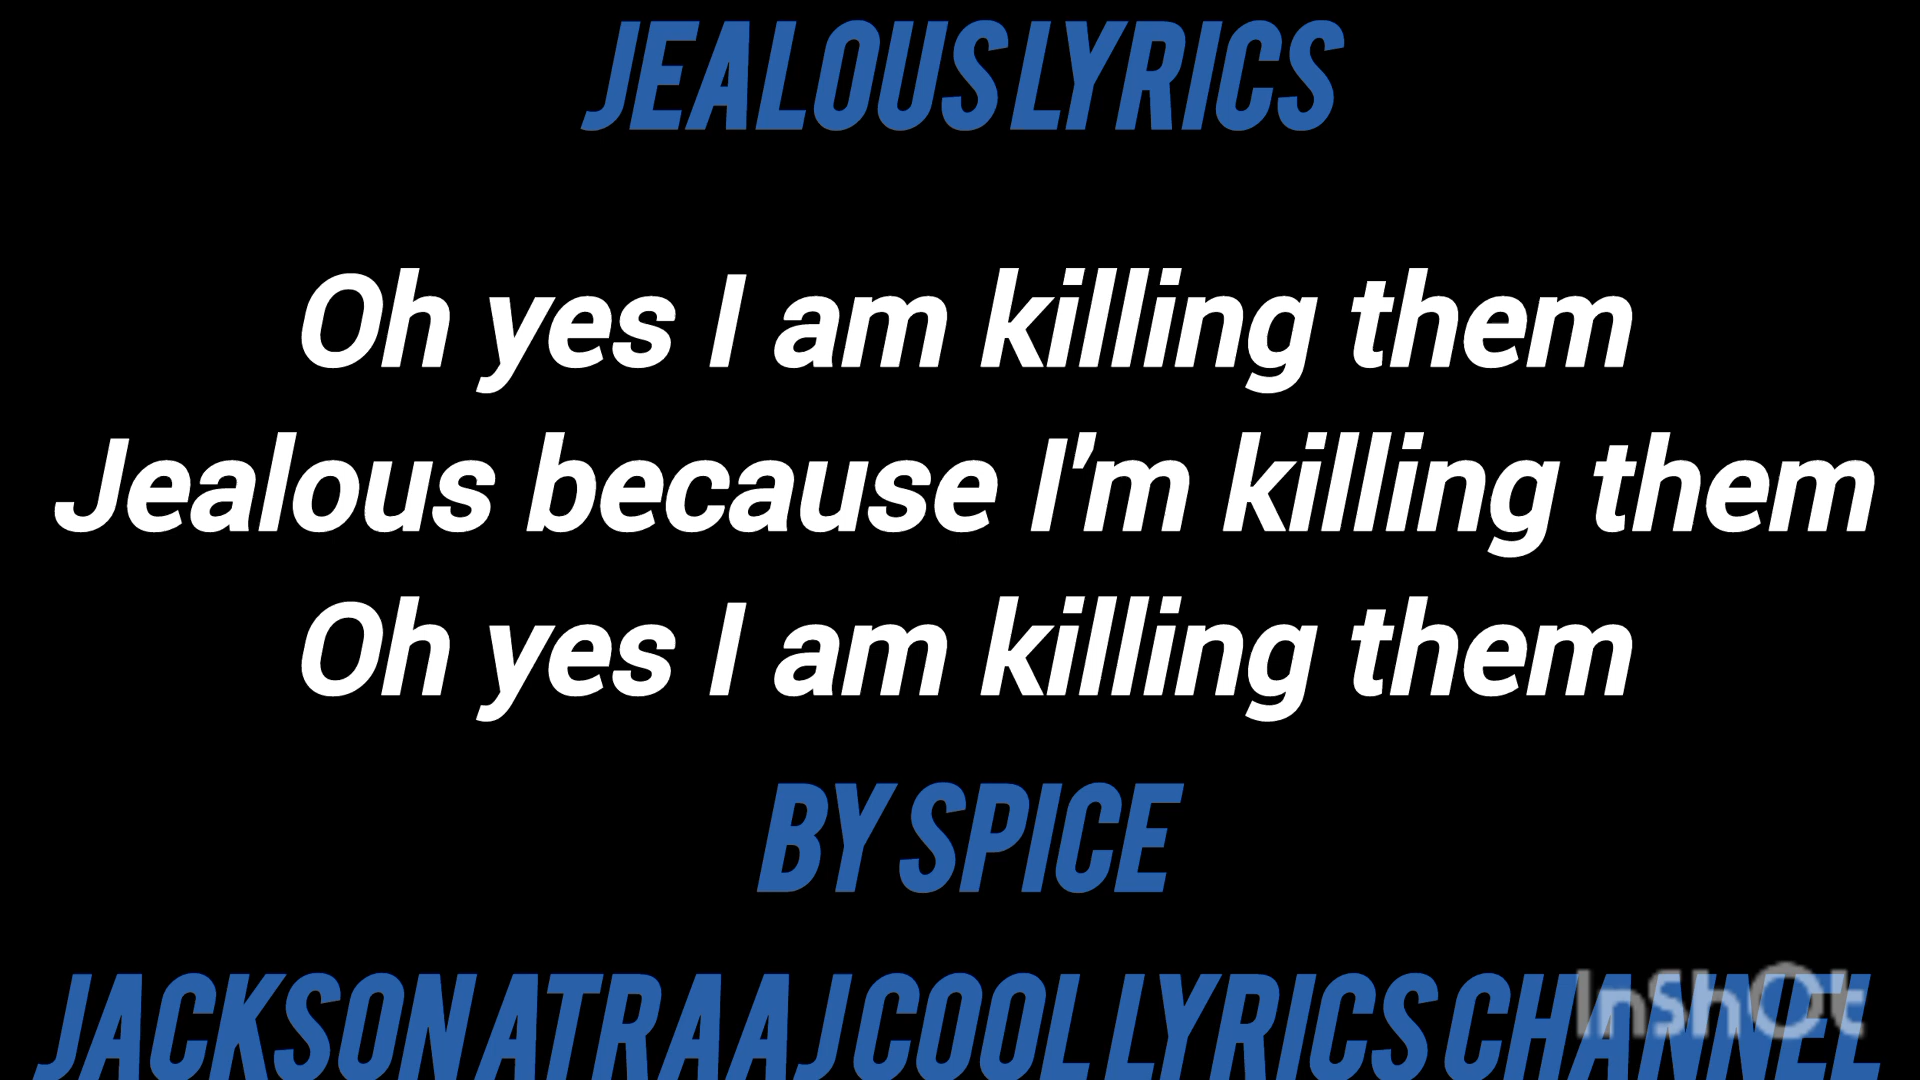 JEALOUS LYRICS
Oh yes I am killing them
Jealous because I'm killing them
Oh yes I am killing them
BY SPICE
JACKSON ATRAA J COOL LYRICS CHANNEL
InShOt